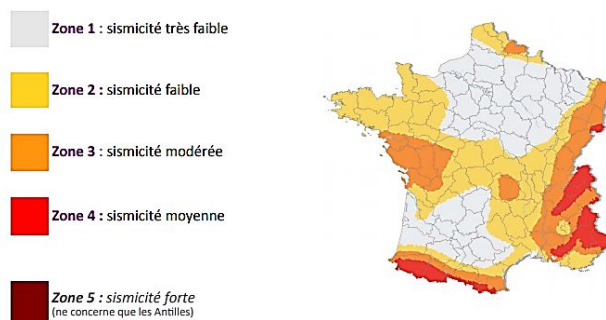 Zone 1 : sismicité très faible
Zone 2 : sismicité faible
Zone 3 : sismicité modérée
Zone 4 : sismicité moyenne
Zone 5 : sismicité forte
(ne concerne que les Antilles)